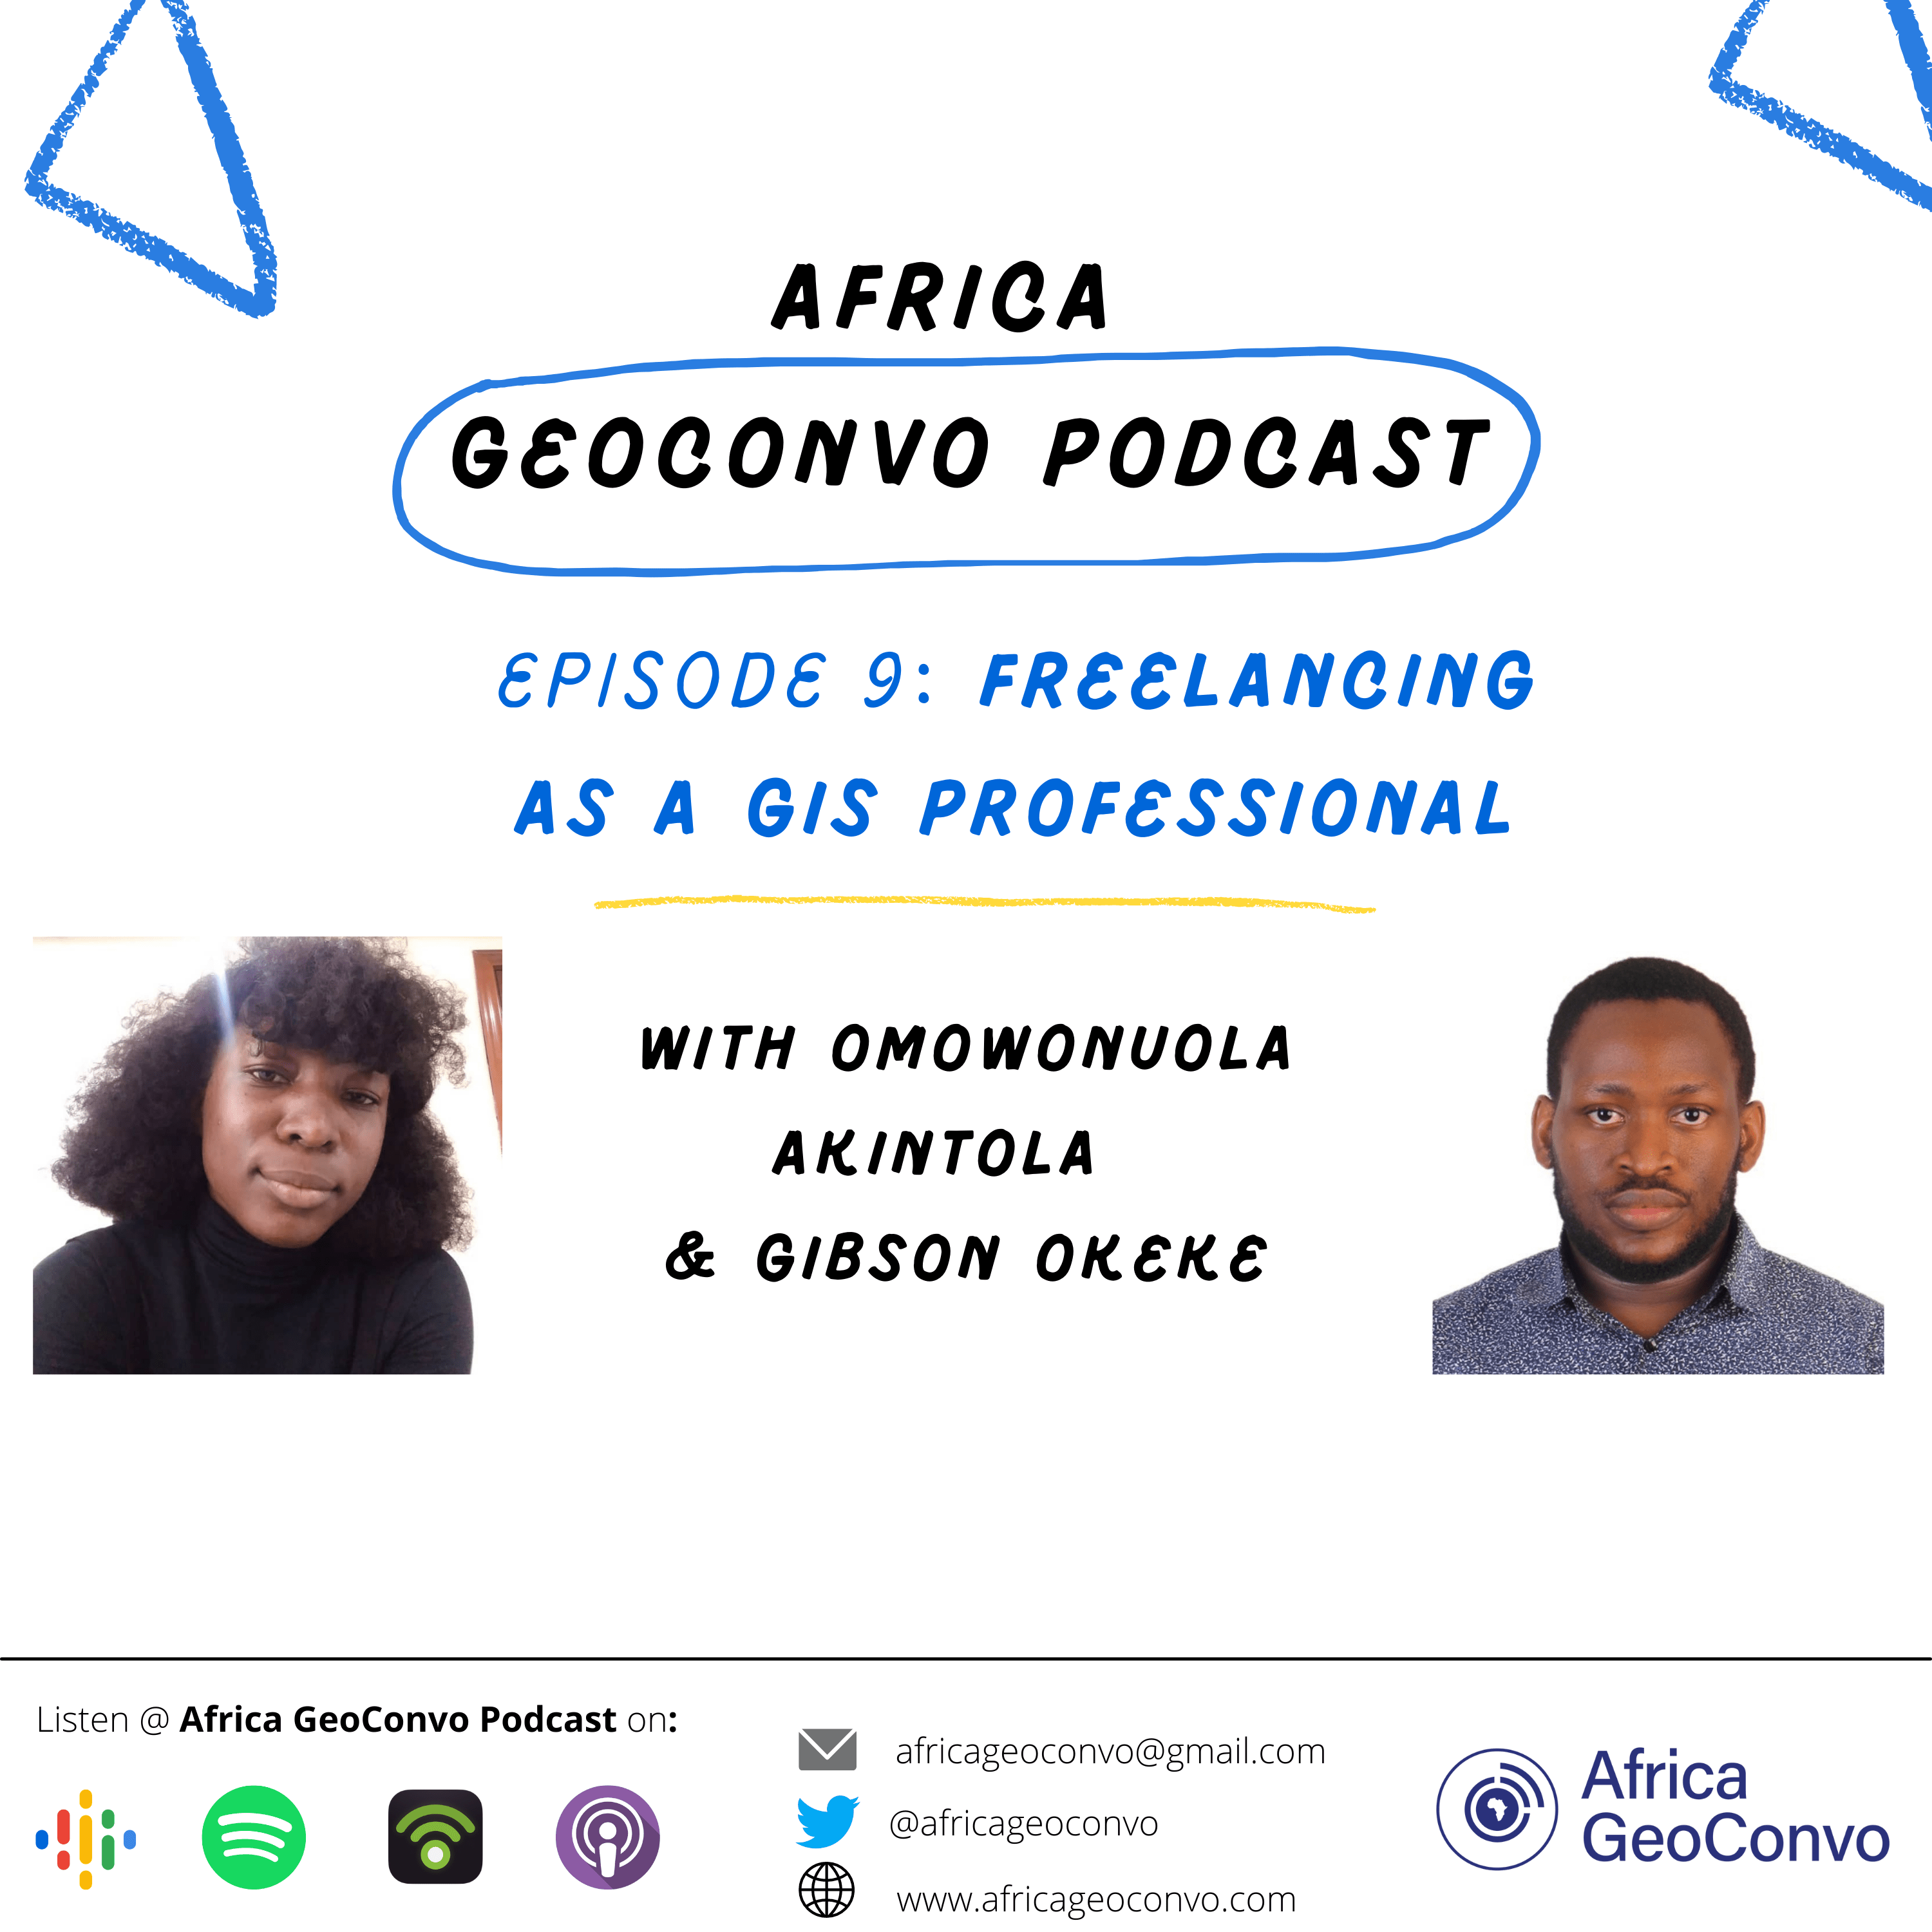 AFRICA
GEOCONVO PODCAST
EPISODE 9: FREELANCING
AS A GIS PROFESSIONAL
WITH OMOWONUOLA
AKINTOLA
& GIBSON OKEKE
Listen @ Africa GeoConvo Podcast on:
africageoconvo@gmail.com
@africageoconvo
www.africageoconvo.com
Africa
GeoConvo